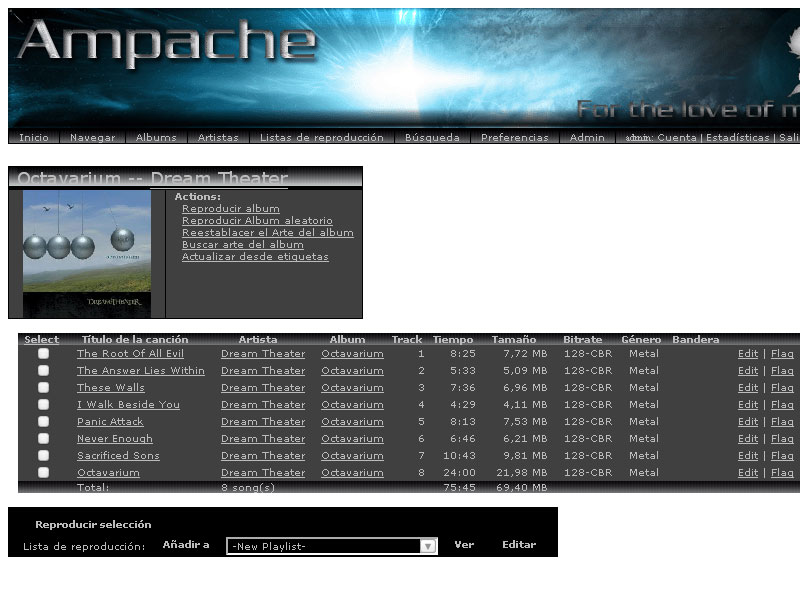 Ampache
For the love of m
Inicio Navegar Albums Artistas Listas de reproducción Búsqueda Preferencias Admin admin: Cuenta | Estadísticas | Sali
Octavarium -- Dream Theater
Actions:
Reproducir album
Reproducir Album aleatorio
Reestablacer el Arte del album
Buscar arte del album
Actualizar desde etiquetas
DREAM THEATER
Select Título de la canción Artista Album Track Tiempo Tamaño Bitrate Género Bandera
The Root Of All Evil Dream Theater Octavarium 1 8:25 7,72 MB 128-CBR Metal Edit | Flag
The Answer Lies Within Dream Theater Octavarium 2 5:33 5,09 MB 128-CBR Metal Edit | Flag
These Walls Dream Theater Octavarium 3 7:36 6,96 MB 128-CBR Metal Edit | Flag
I Walk Beside You Dream Theater Octavarium 4 4:29 4,11 MB 128-CBR Metal Edit | Flag
Panic Attack Dream Theater Octavarium 5 8:13 7,53 MB 128-CBR Metal Edit | Flag
Never Enough Dream Theater Octavarium 6 6:46 6,21 MB 128-CBR Metal Edit | Flag
Sacrificed Sons Dream Theater Octavarium 7 10:43 9,81 MB 128-CBR Metal Edit | Flag
Octavarium Dream Theater Octavarium 8 24:00 21,98 MB 128-CBR Metal Edit | Flag
Total: 8 song(s) 75:45 69,40 MB
Reproducir selección
Lista de reproducción: Añadir a -New Playlist- Ver Editar